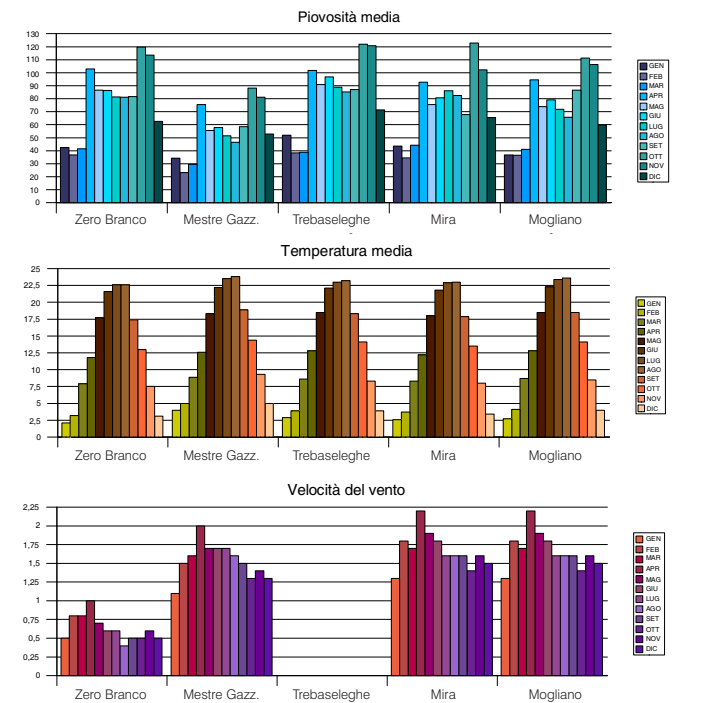 Piovosità media
130
120
110
100
90
80
70
60
50
40
30
20
10
0
Zero Branco Mestre Gazz. Trebaseleghe Mira Mogliano
GEN
FEB
MAR
APR
MAG
GIU
LUG
AGO
SET
OTT
NOV
DIC
Temperatura media
25
22,5
20
17,5
15
12,5
10
7,5
5
2,5
0
Zero Branco Mestre Gazz. Trebaseleghe Mira Mogliano
GEN
FEB
MAR
APR
MAG
GIU
LUG
AGO
SET
OTT
NOV
DIC
Velocità del vento
2,25
2
1,75
1,5
1,25
1
0,75
0,5
0,25
0
Zero Branco Mestre Gazz. Trebaseleghe Mira Mogliano
GEN
FEB
MAR
APR
MAG
GIU
LUG
AGO
SET
OTT
NOV
DIC